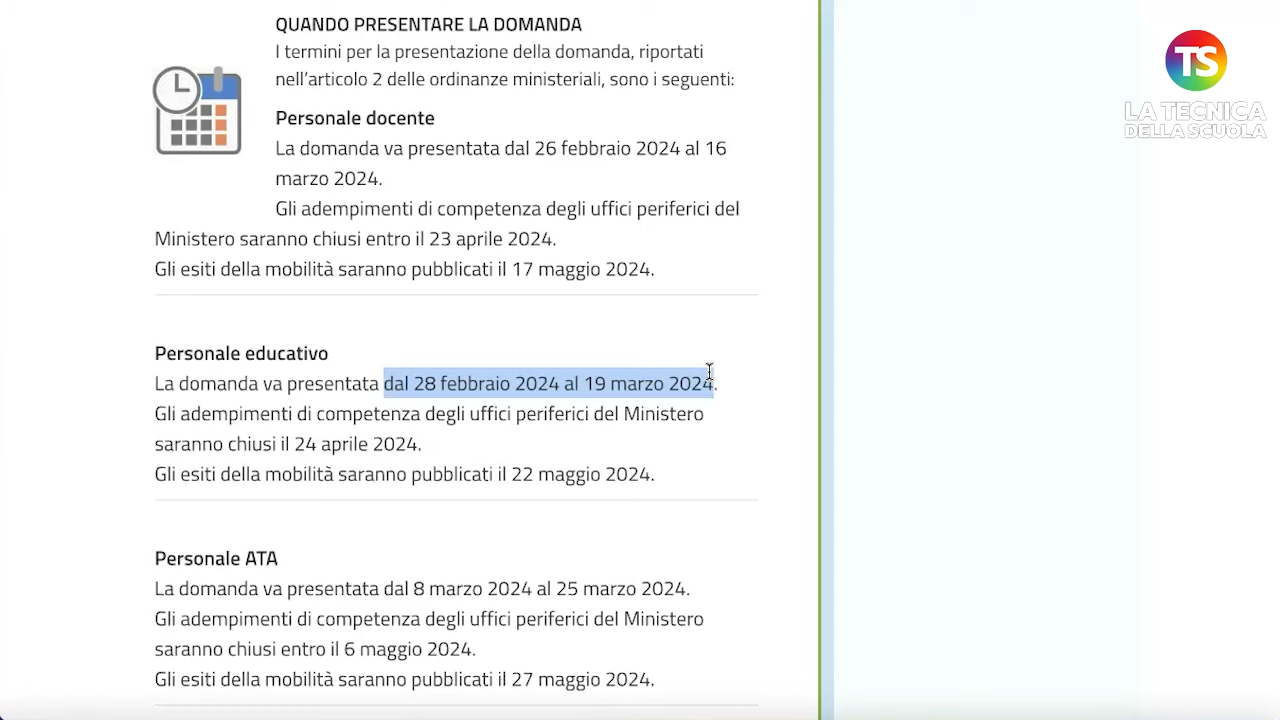 QUANDO PRESENTARE LA DOMANDA
I termini per la presentazione della domanda, riportati
nell'articolo 2 delle ordinanze ministeriali, sono i seguenti:
Personale docente
La domanda va presentata dal 26 febbraio 2024 al 16
marzo 2024.
Gli adempimenti di competenza degli uffici periferici del
Ministero saranno chiusi entro il 23 aprile 2024.
Gli esiti della mobilità saranno pubblicati il 17 maggio 2024.
Personale educativo
La domanda va presentata dal 28 febbraio 2024 al 19 marzo 2024.
Gli adempimenti di competenza degli uffici periferici del Ministero
saranno chiusi il 24 aprile 2024.
Gli esiti della mobilità saranno pubblicati il 22 maggio 2024.
Personale ATA
La domanda va presentata dal 8 marzo 2024 al 25 marzo 2024.
Gli adempimenti di competenza degli uffici periferici del Ministero
saranno chiusi entro il 6 maggio 2024.
Gli esiti della mobilità saranno pubblicati il 27 maggio 2024.
TS
LA TECNICA
DELLA SCUOLA